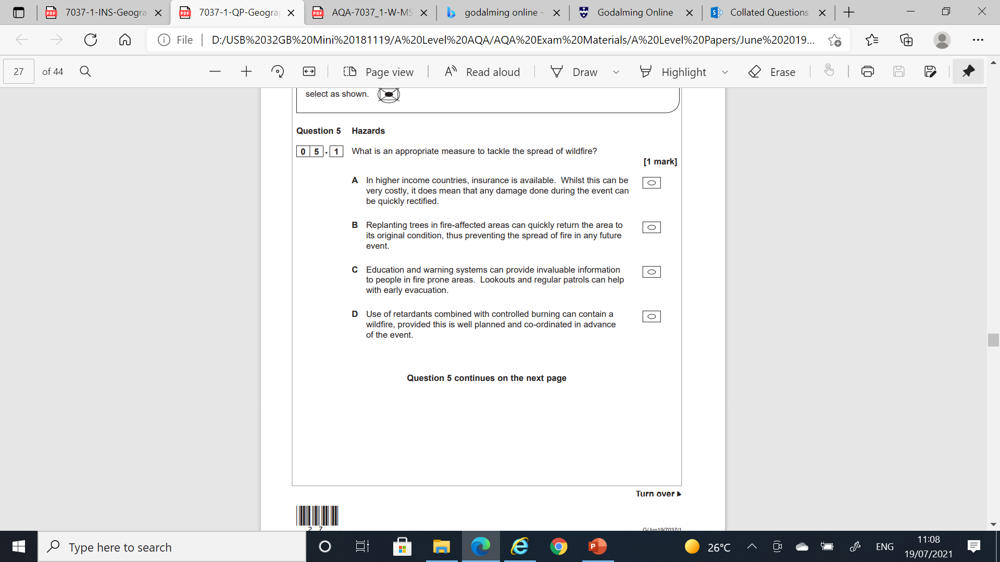 7037-1-INS-Geogra
7037-1-QP-Geogra
AQA-7037_1-W-MS
godalming online -
Godalming Online
Collated Questions
File
D:/USB%2032GB%20Mini%20181119/A%20Level%20AQA/AQA%20Exam%20Materials/A%20Level%20Papers/June%202019...
27 of 44
Page view
Read aloud
Draw
Highlight
Erase
select as shown.
Question 5 Hazards
0 5 . 1 What is an appropriate measure to tackle the spread of wildfire?
[1 mark]
A In higher income countries, insurance is available. Whilst this can be
very costly, it does mean that any damage done during the event can
be quickly rectified.
B Replanting trees in fire-affected areas can quickly return the area to
its original condition, thus preventing the spread of fire in any future
event.
C Education and warning systems can provide invaluable information
to people in fire prone areas. Lookouts and regular patrols can help
with early evacuation.
D Use of retardants combined with controlled burning can contain a
wildfire, provided this is well planned and co-ordinated in advance
of the event.
Question 5 continues on the next page
Turn over
2 7
G/Jun19/7037/1
Type here to search
26°C
ENG
11:08
19/07/2021